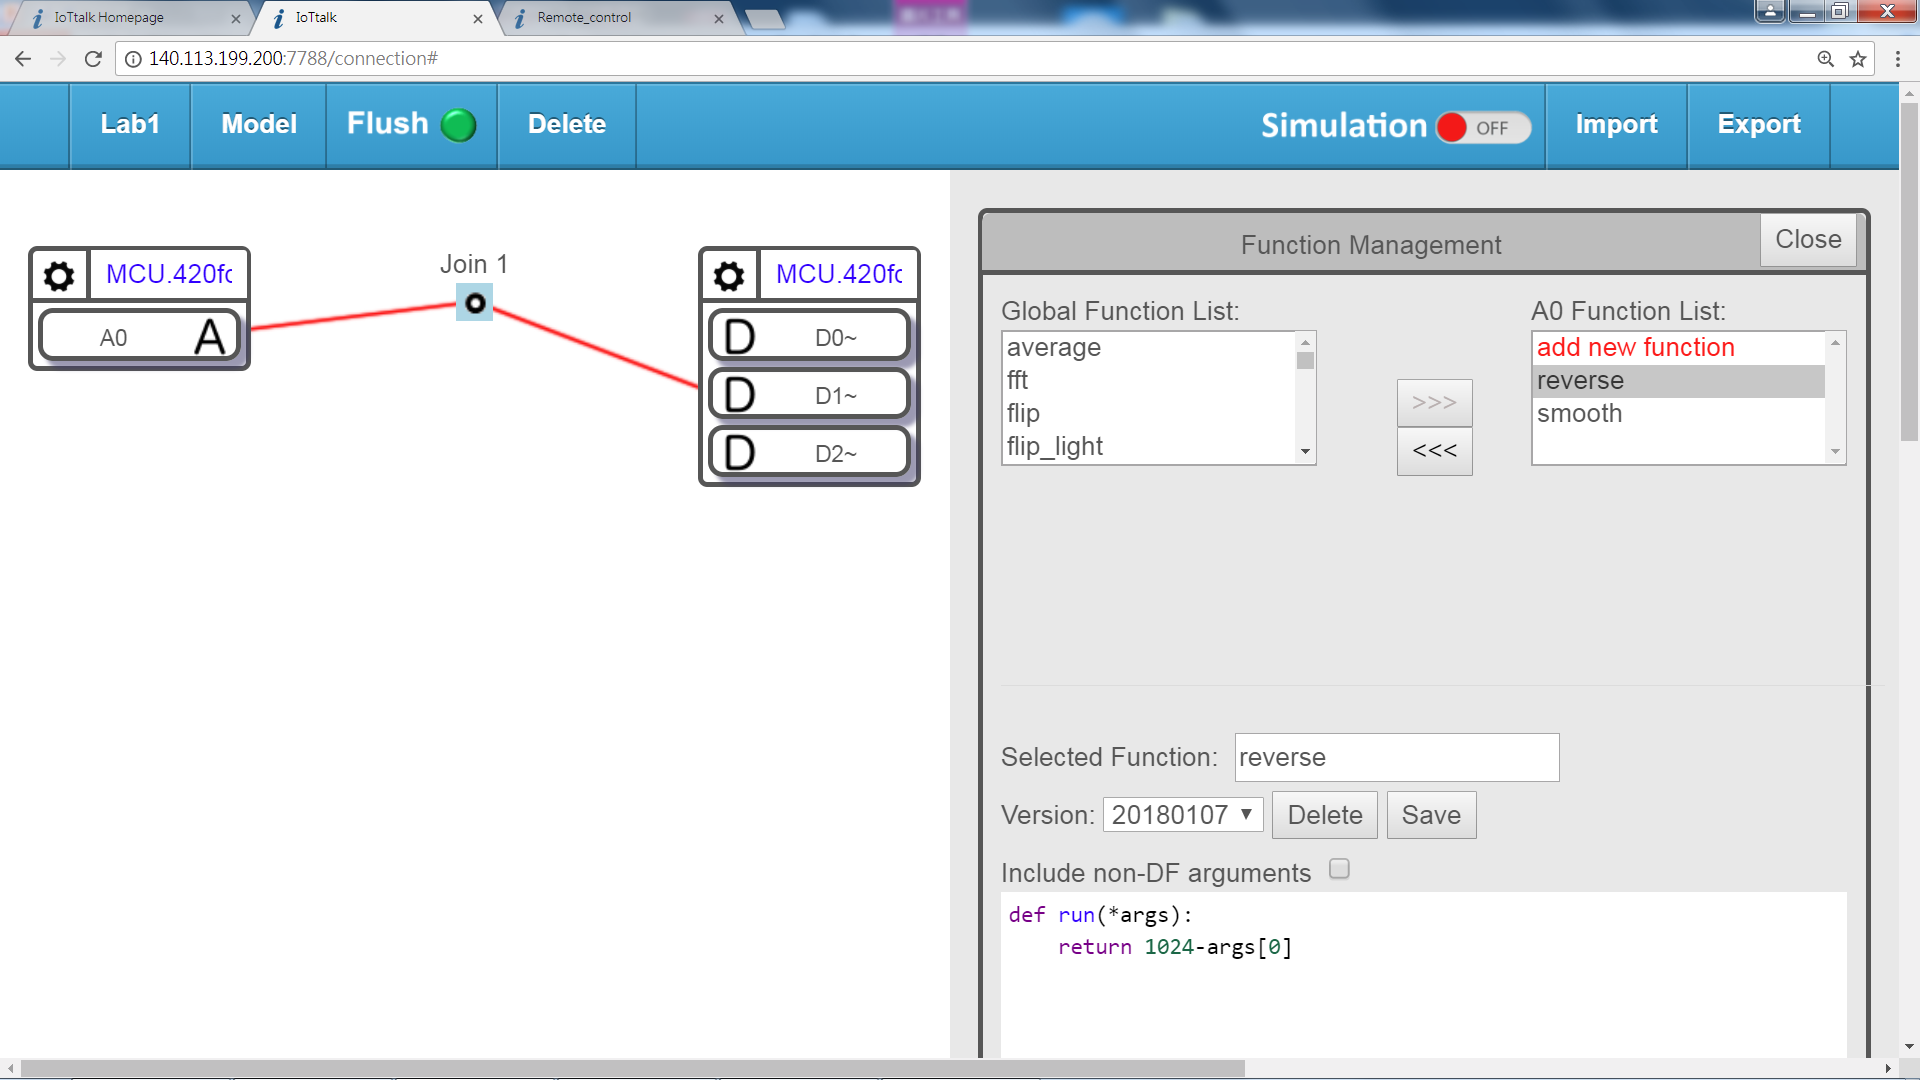 IoTtalk Homepage
IoTtalk
Remote_control
140.113.199.200:7788/connection#
Lab1
Model
Flush
Delete
Simulation
OFF
Import
Export
MCU.420fc
A0
A
Join 1
MCU.420fc
D D0~
D D1~
D D2~
Function Management
Close
Global Function List:
average
fft
flip
flip_light
>>>
<<<
A0 Function List:
add new function
reverse
smooth
Selected Function: reverse
Version: 20180107 Delete Save
Include non-DF arguments
def run(*args):
return 1024-args[0]